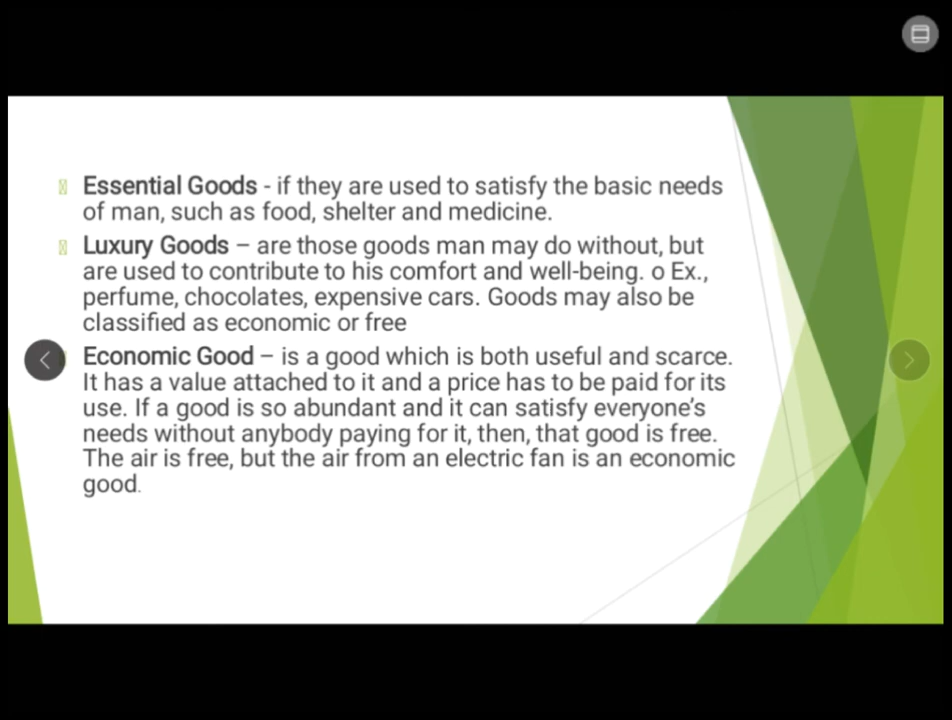 Essential Goods - if they are used to satisfy the basic needs
of man, such as food, shelter and medicine.
Luxury Goods – are those goods man may do without, but
are used to contribute to his comfort and well-being. o Ex.,
perfume, chocolates, expensive cars. Goods may also be
classified as economic or free
Economic Good – is a good which is both useful and scarce.
It has a value attached to it and a price has to be paid for its
use. If a good is so abundant and it can satisfy everyone’s
needs without anybody paying for it, then, that good is free.
The air is free, but the air from an electric fan is an economic
good.